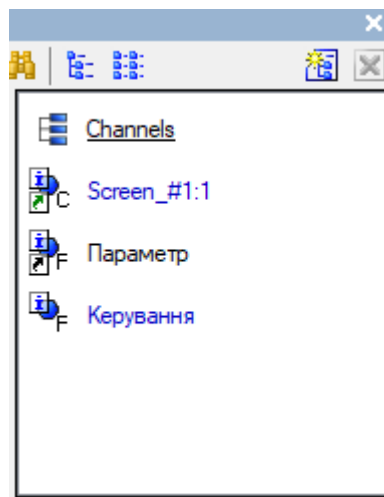 Channels
Screen_#1:1
C
Параметр
F
Керування
F